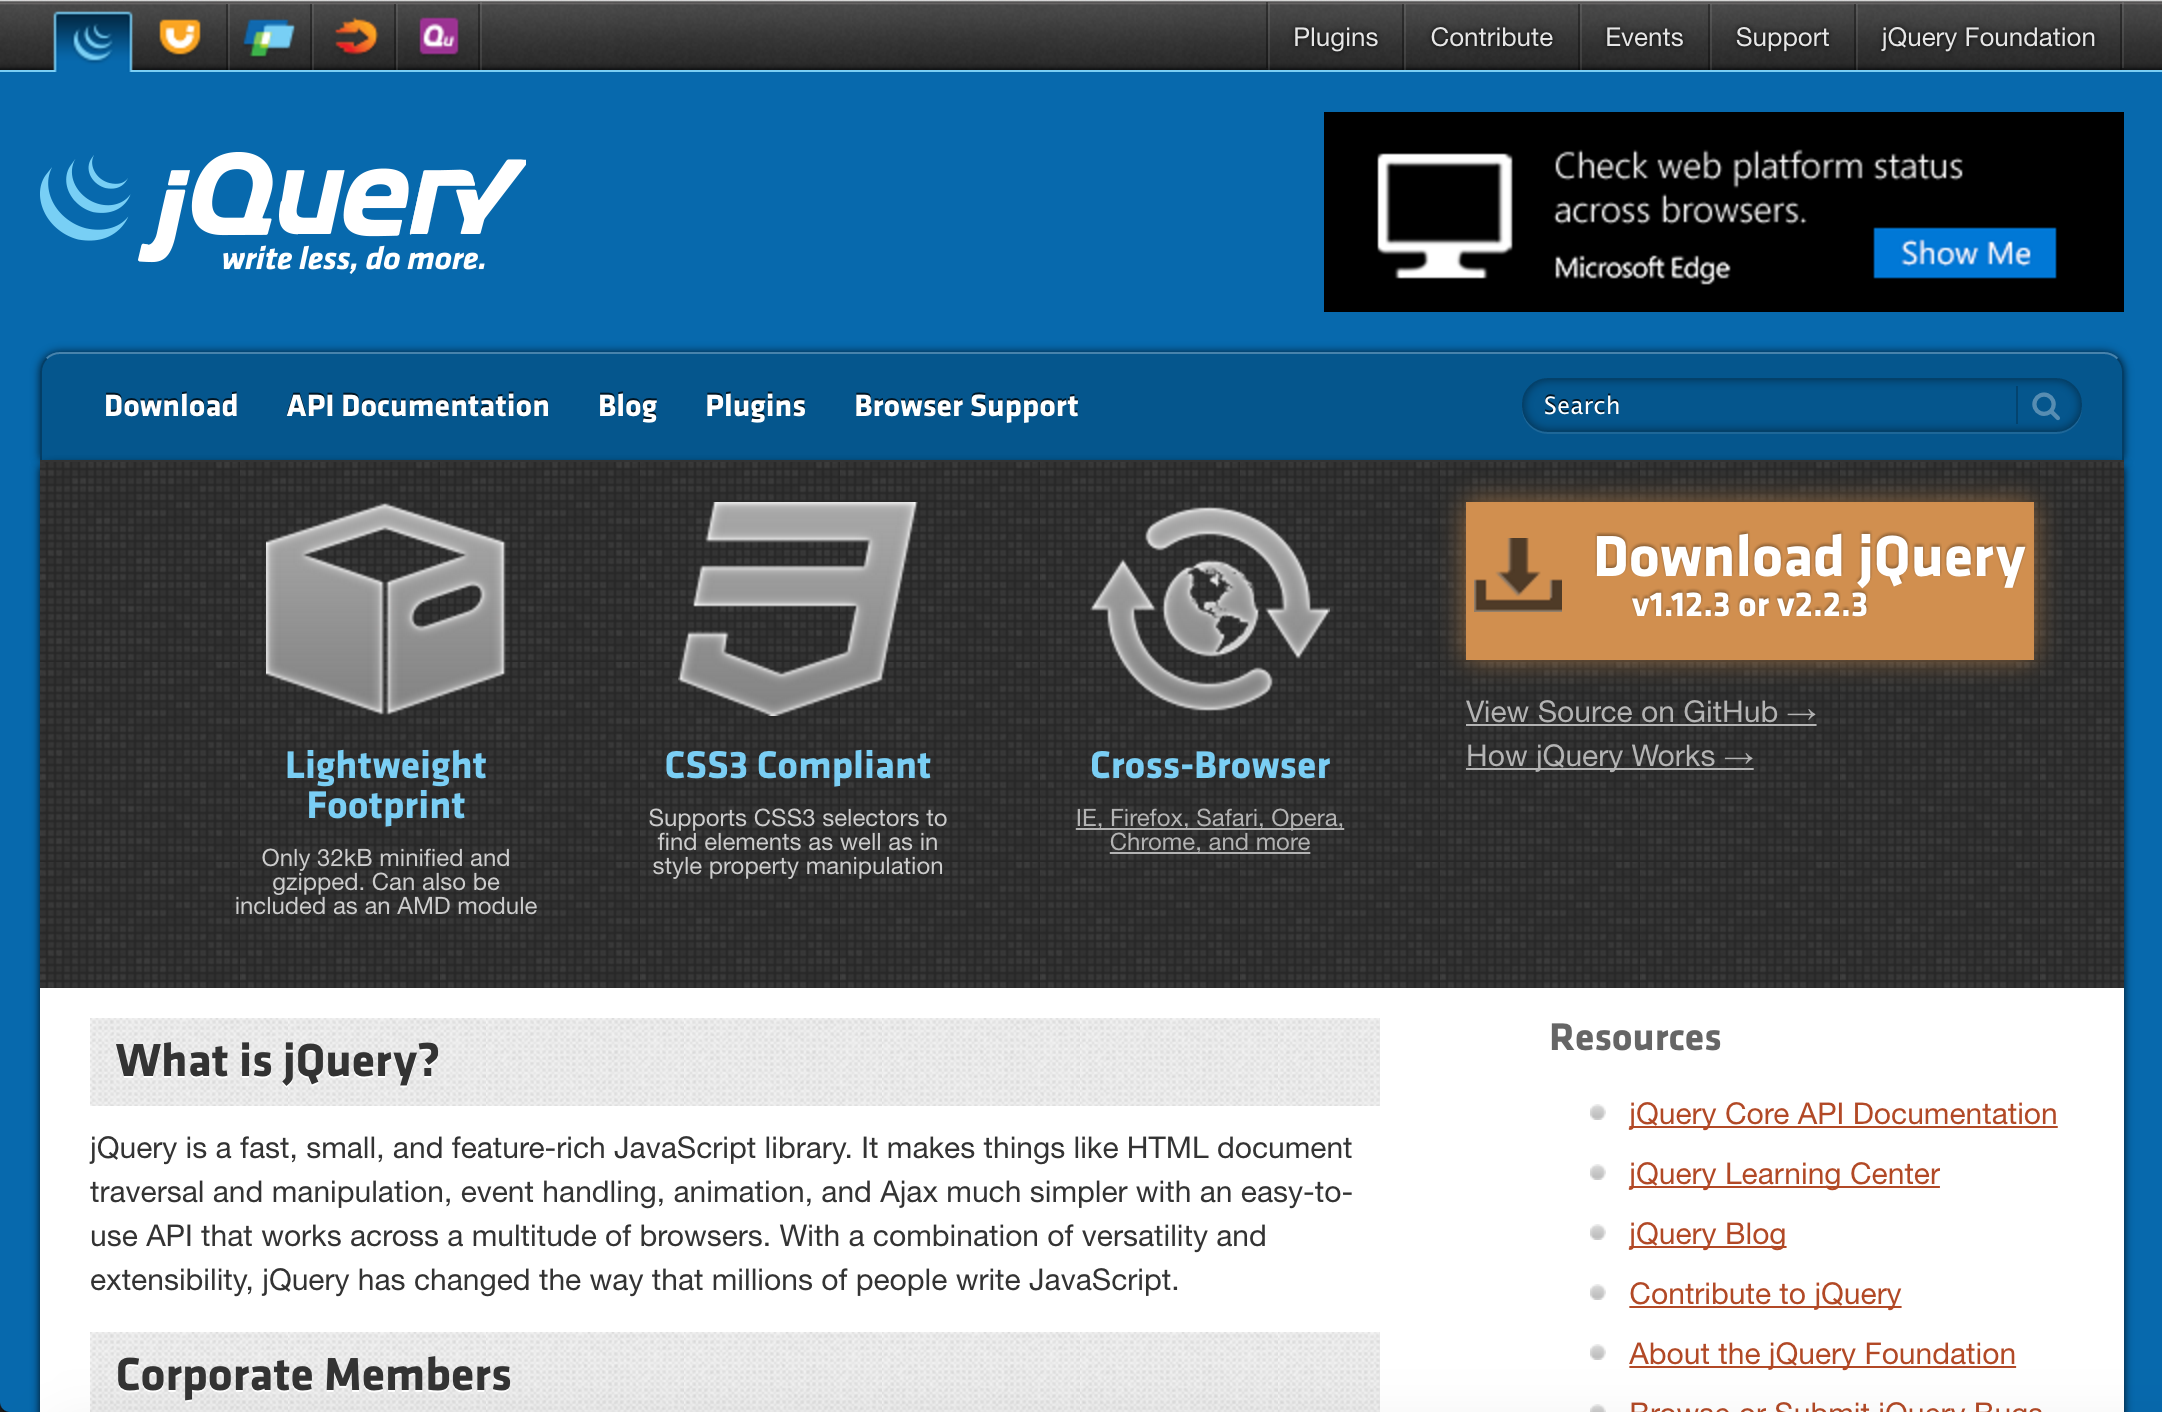 Qu
Plugins
Contribute
Events
Support
jQuery Foundation
jQuery
write less, do more.
Check web platform status
across browsers.
Microsoft Edge
Show Me
Download
API Documentation
Blog
Plugins
Browser Support
Search
Lightweight
Footprint
Only 32kB minified and
gzipped. Can also be
included as an AMD module
CSS3 Compliant
Supports CSS3 selectors to
find elements as well as in
style property manipulation
Cross-Browser
IE, Firefox, Safari, Opera,
Chrome, and more
Download jQuery
v1.12.3 or v2.2.3
View Source on GitHub →
How jQuery Works →
What is jQuery?
jQuery is a fast, small, and feature-rich JavaScript library. It makes things like HTML document
traversal and manipulation, event handling, animation, and Ajax much simpler with an easy-to-
use API that works across a multitude of browsers. With a combination of versatility and
extensibility, jQuery has changed the way that millions of people write JavaScript.
Corporate Members
Resources
jQuery Core API Documentation
jQuery Learning Center
jQuery Blog
Contribute to jQuery
About the jQuery Foundation
Browse or Submit jQuery Bugs